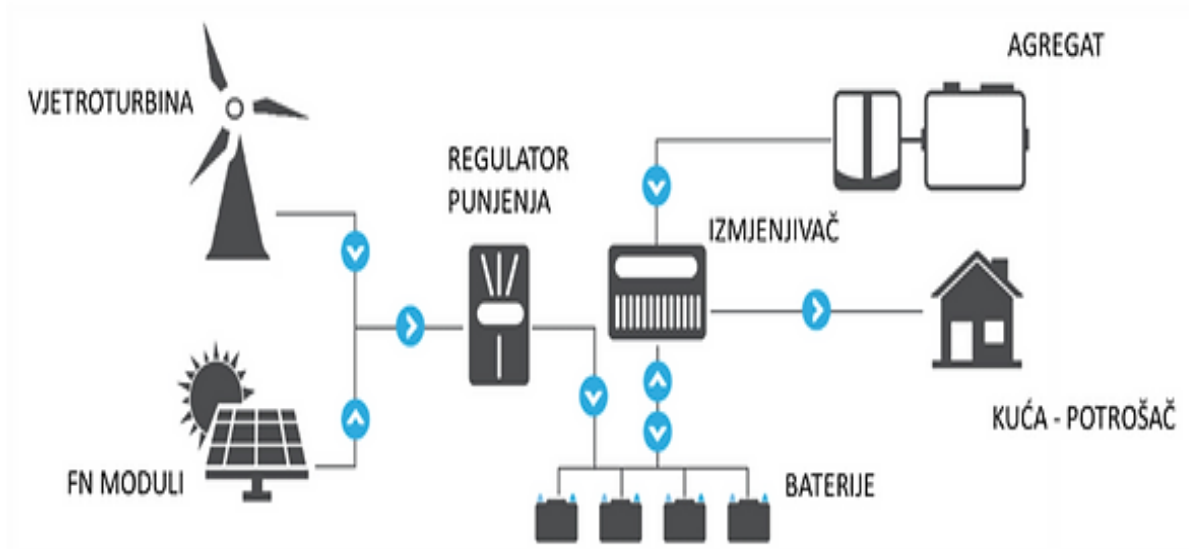 VJETROTURBINA
AGREGAT
REGULATOR
PUNJENJA
IZMJENJIVAČ
FN MODULI
BATERIJE
KUĆA - POTROŠAČ